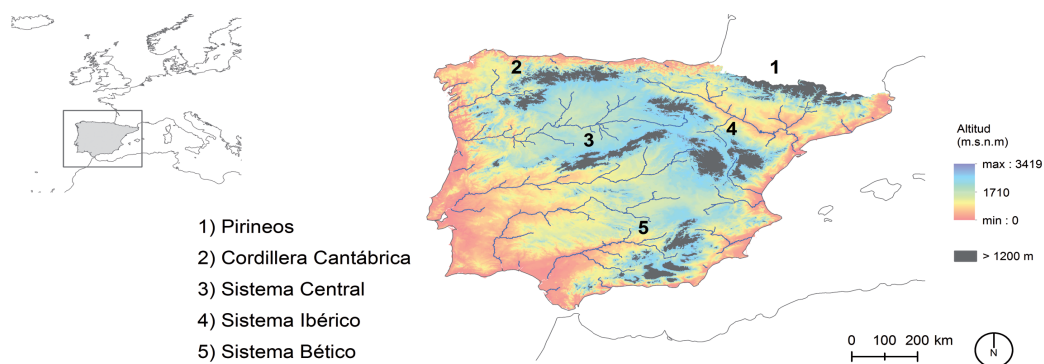 1
2
3
4
5
1) Pirineos
2) Cordillera Cantábrica
3) Sistema Central
4) Sistema Ibérico
5) Sistema Bético
Altitud
(m.s.n.m)
max : 3419
1710
min : 0
> 1200 m
0 100 200 km
N